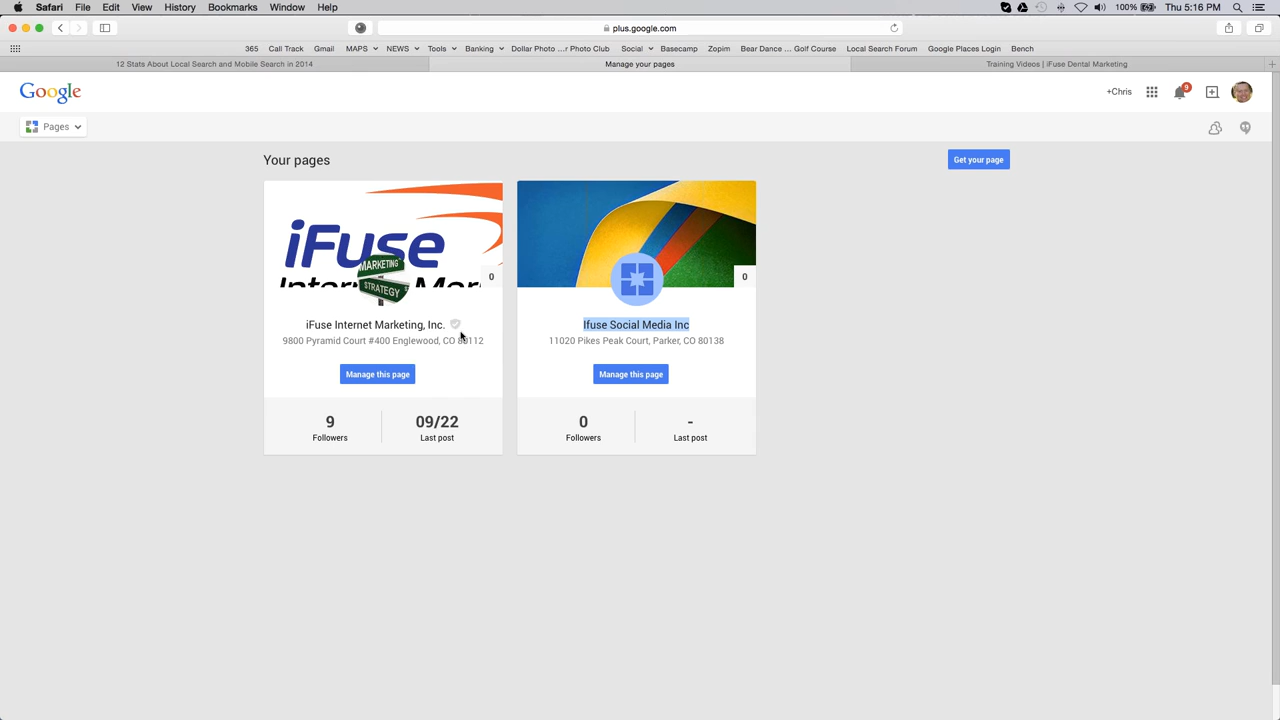 Safari File Edit View History Bookmarks Window Help 100% Thu 5:16 PM
plus.google.com
365 Call Track Gmail MAPS NEWS Tools Banking Dollar Photo ...r Photo Club Social Basecamp Zopim Bear Dance ... Golf Course Local Search Forum Google Places Login Bench
12 Stats About Local Search and Mobile Search in 2014 Manage your pages Training Videos | iFuse Dental Marketing
Google +Chris 9
Pages
Your pages Get your page
iFuse
MARKETING
STRATEGY
0 0
iFuse Internet Marketing, Inc. Ifuse Social Media Inc
9800 Pyramid Court #400 Englewood, CO 80112 11020 Pikes Peak Court, Parker, CO 80138
Manage this page Manage this page
9 09/22 0 -
Followers Last post Followers Last post